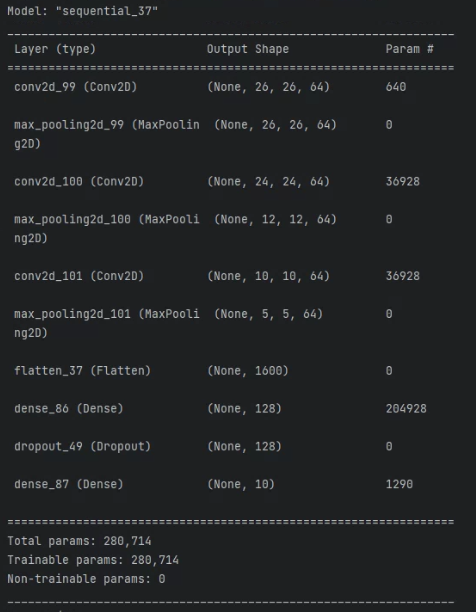 Model: "sequential_37"
_________________________________________________________________
Layer (type)                Output Shape              Param #
=================================================================
conv2d_99 (Conv2D)          (None, 26, 26, 64)        640
max_pooling2d_99 (MaxPoolin  (None, 26, 26, 64)       0
g2D)
conv2d_100 (Conv2D)         (None, 24, 24, 64)        36928
max_pooling2d_100 (MaxPooli  (None, 12, 12, 64)       0
ng2D)
conv2d_101 (Conv2D)         (None, 10, 10, 64)        36928
max_pooling2d_101 (MaxPooli  (None, 5, 5, 64)         0
ng2D)
flatten_37 (Flatten)        (None, 1600)              0
dense_86 (Dense)            (None, 128)               204928
dropout_49 (Dropout)        (None, 128)               0
dense_87 (Dense)            (None, 10)                1290
=================================================================
Total params: 280,714
Trainable params: 280,714
Non-trainable params: 0
_________________________________________________________________